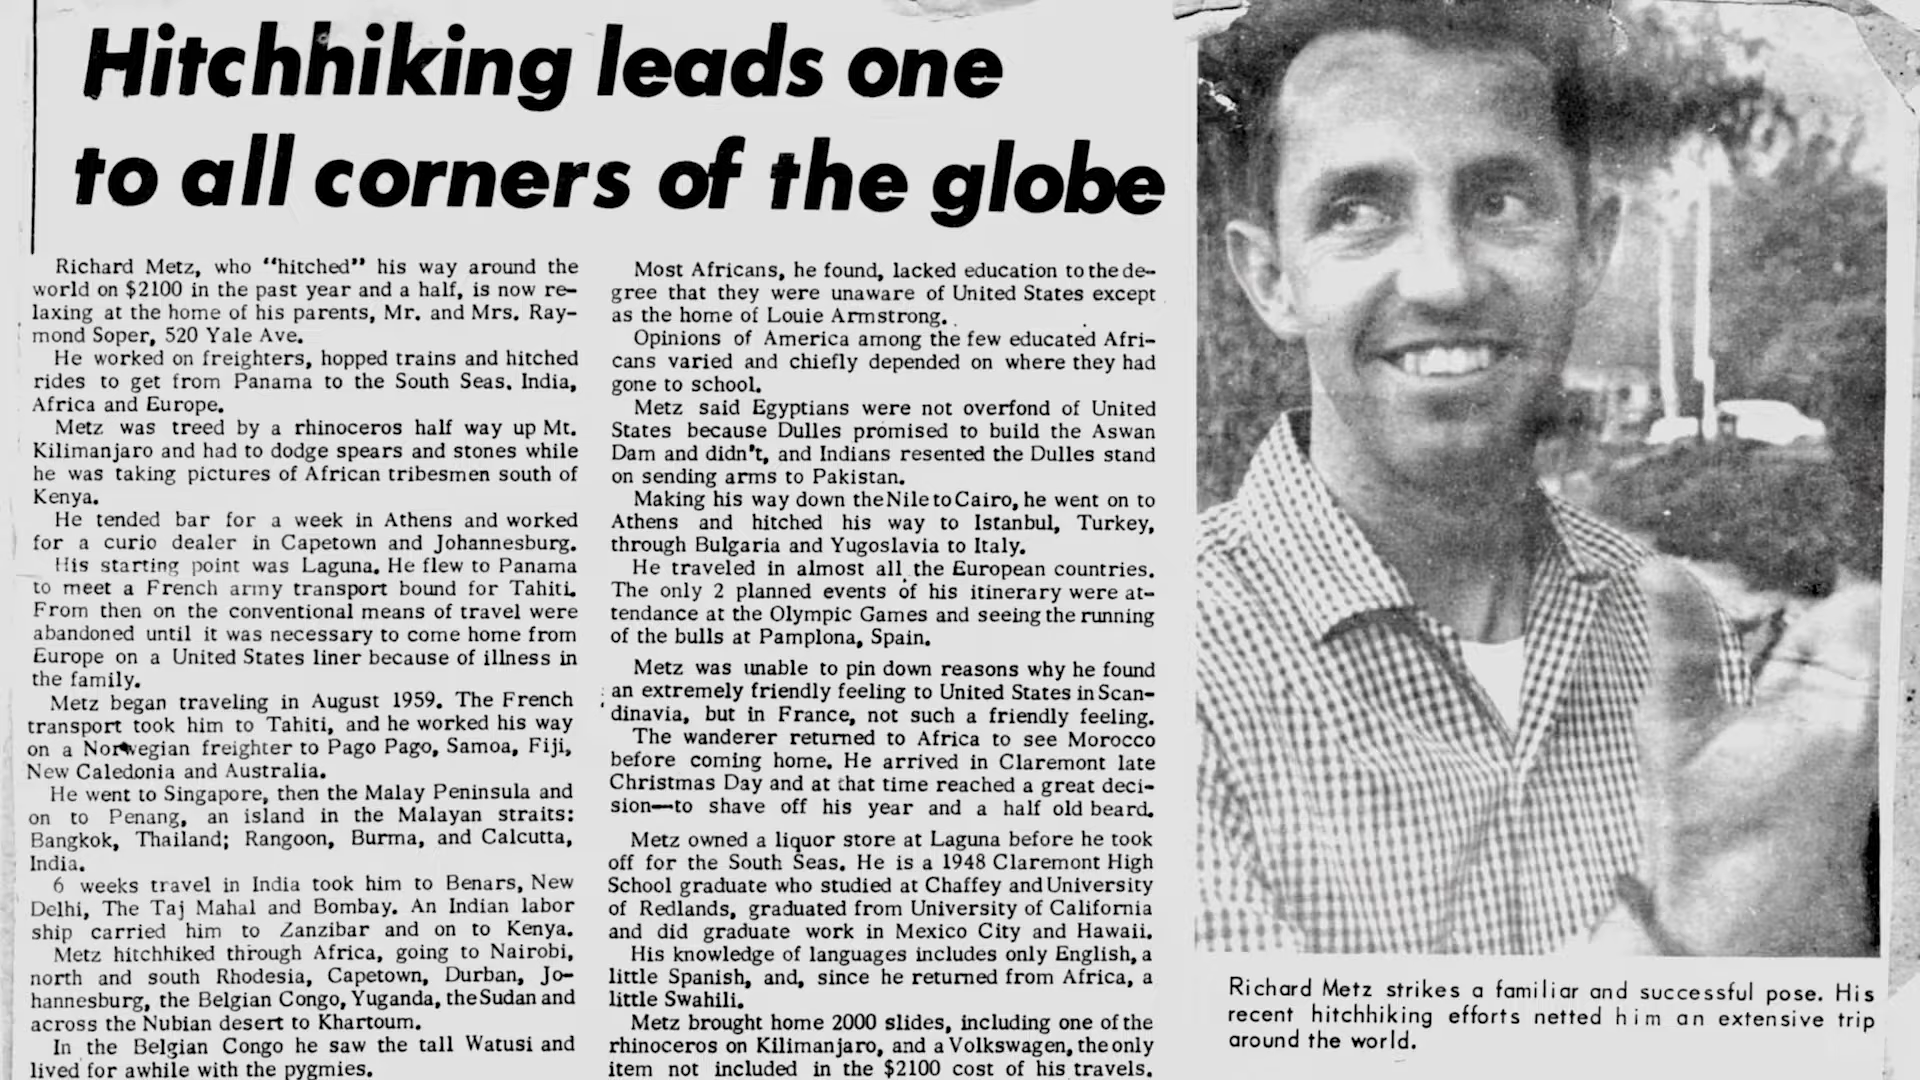 Hitchhiking leads one
to all corners of the globe
Richard Metz, who "hitched" his way around the
world on $2100 in the past year and a half, is now re-
laxing at the home of his parents, Mr. and Mrs. Ray-
mond Soper, 520 Yale Ave.
He worked on freighters, hopped trains and hitched
rides to get from Panama to the South Seas. India,
Africa and Europe.
Metz was treed by a rhinoceros half way up Mt.
Kilimanjaro and had to dodge spears and stones while
he was taking pictures of African tribesmen south of
Kenya.
He tended bar for a week in Athens and worked
for a curio dealer in Capetown and Johannesburg.
His starting point was Laguna. He flew to Panama
to meet a French army transport bound for Tahiti.
From then on the conventional means of travel were
abandoned until it was necessary to come home from
Europe on a United States liner because of illness in
the family.
Metz began traveling in August 1959. The French
transport took him to Tahiti, and he worked his way
on a Norwegian freighter to Pago Pago, Samoa, Fiji,
New Caledonia and Australia.
He went to Singapore, then the Malay Peninsula and
on to Penang, an island in the Malayan straits:
Bangkok, Thailand; Rangoon, Burma, and Calcutta,
India.
6 weeks travel in India took him to Benars, New
Delhi, The Taj Mahal and Bombay. An Indian labor
ship carried him to Zanzibar and on to Kenya.
Metz hitchhiked through Africa, going to Nairobi,
north and south Rhodesia, Capetown, Durban, Jo-
hannesburg, the Belgian Congo, Yuganda, the Sudan and
across the Nubian desert to Khartoum.
In the Belgian Congo he saw the tall Watusi and
lived for awhile with the pygmies.
Most Africans, he found, lacked education to the de-
gree that they were unaware of United States except
as the home of Louie Armstrong.
Opinions of America among the few educated Afri-
cans varied and chiefly depended on where they had
gone to school.
Metz said Egyptians were not overfond of United
States because Dulles promised to build the Aswan
Dam and didn't, and Indians resented the Dulles stand
on sending arms to Pakistan.
Making his way down the Nile to Cairo, he went on to
Athens and hitched his way to Istanbul, Turkey,
through Bulgaria and Yugoslavia to Italy.
He traveled in almost all the European countries.
The only 2 planned events of his itinerary were at-
tendance at the Olympic Games and seeing the running
of the bulls at Pamplona, Spain.
Metz was unable to pin down reasons why he found
an extremely friendly feeling to United States in Scan-
dinavia, but in France, not such a friendly feeling.
The wanderer returned to Africa to see Morocco
before coming home. He arrived in Claremont late
Christmas Day and at that time reached a great deci-
sion—to shave off his year and a half old beard.
Metz owned a liquor store at Laguna before he took
off for the South Seas. He is a 1948 Claremont High
School graduate who studied at Chaffey and University
of Redlands, graduated from University of California
and did graduate work in Mexico City and Hawaii.
His knowledge of languages includes only English, a
little Spanish, and, since he returned from Africa, a
little Swahili.
Metz brought home 2000 slides, including one of the
rhinoceros on Kilimanjaro, and a Volkswagen, the only
item not included in the $2100 cost of his travels.
Richard Metz strikes a familiar and successful pose. His
recent hitchhiking efforts netted him an extensive trip
around the world.